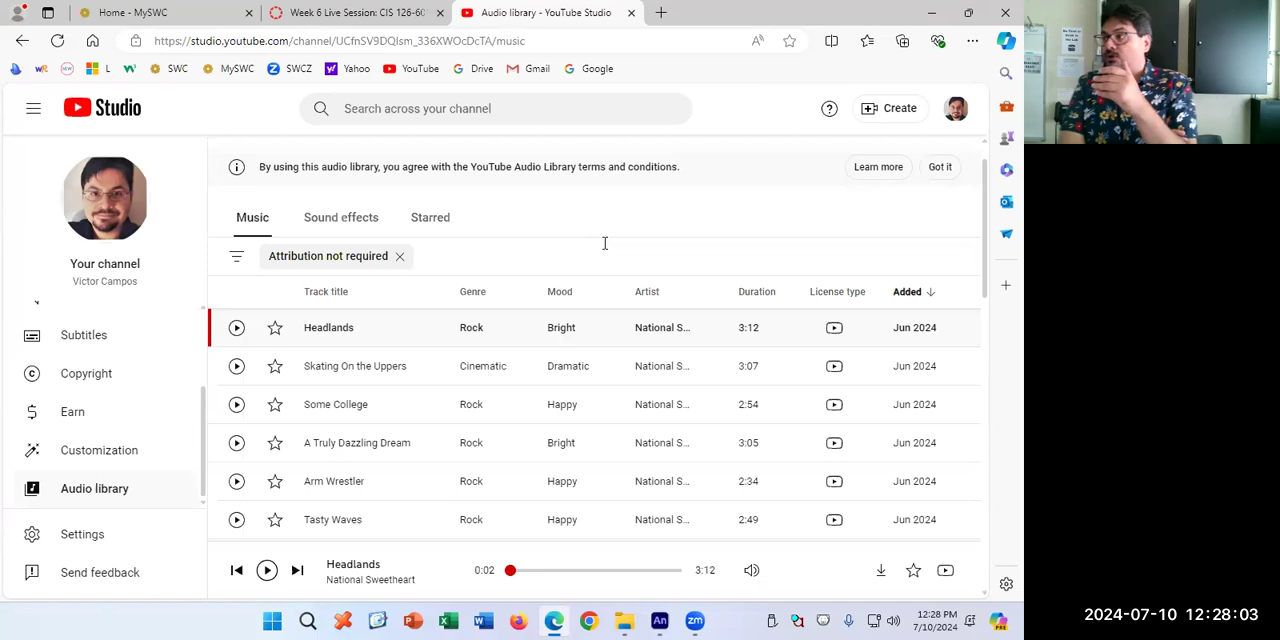 Home - MySWC
Week 6 Live Session: CIS 126-60
Audio library - YouTube Studio
L
SWC
MySWC
SWCZ
Yahoo
YouTube
Drive
Gmail
Google
Studio
Search across your channel
Create
By using this audio library, you agree with the YouTube Audio Library terms and conditions.
Learn more
Got it
Music
Sound effects
Starred
Attribution not required
Your channel
Victor Campos
Subtitles
Copyright
Earn
Customization
Audio library
Settings
Send feedback
Track title Genre Mood Artist Duration License type Added
Headlands Rock Bright National S... 3:12 Jun 2024
Skating On the Uppers Cinematic Dramatic National S... 3:07 Jun 2024
Some College Rock Happy National S... 2:54 Jun 2024
A Truly Dazzling Dream Rock Bright National S... 3:05 Jun 2024
Arm Wrestler Rock Happy National S... 2:34 Jun 2024
Tasty Waves Rock Happy National S... 2:49 Jun 2024
Headlands
National Sweetheart
0:02
3:12
12:28 PM
7/10/2024
2024-07-10 12:28:03